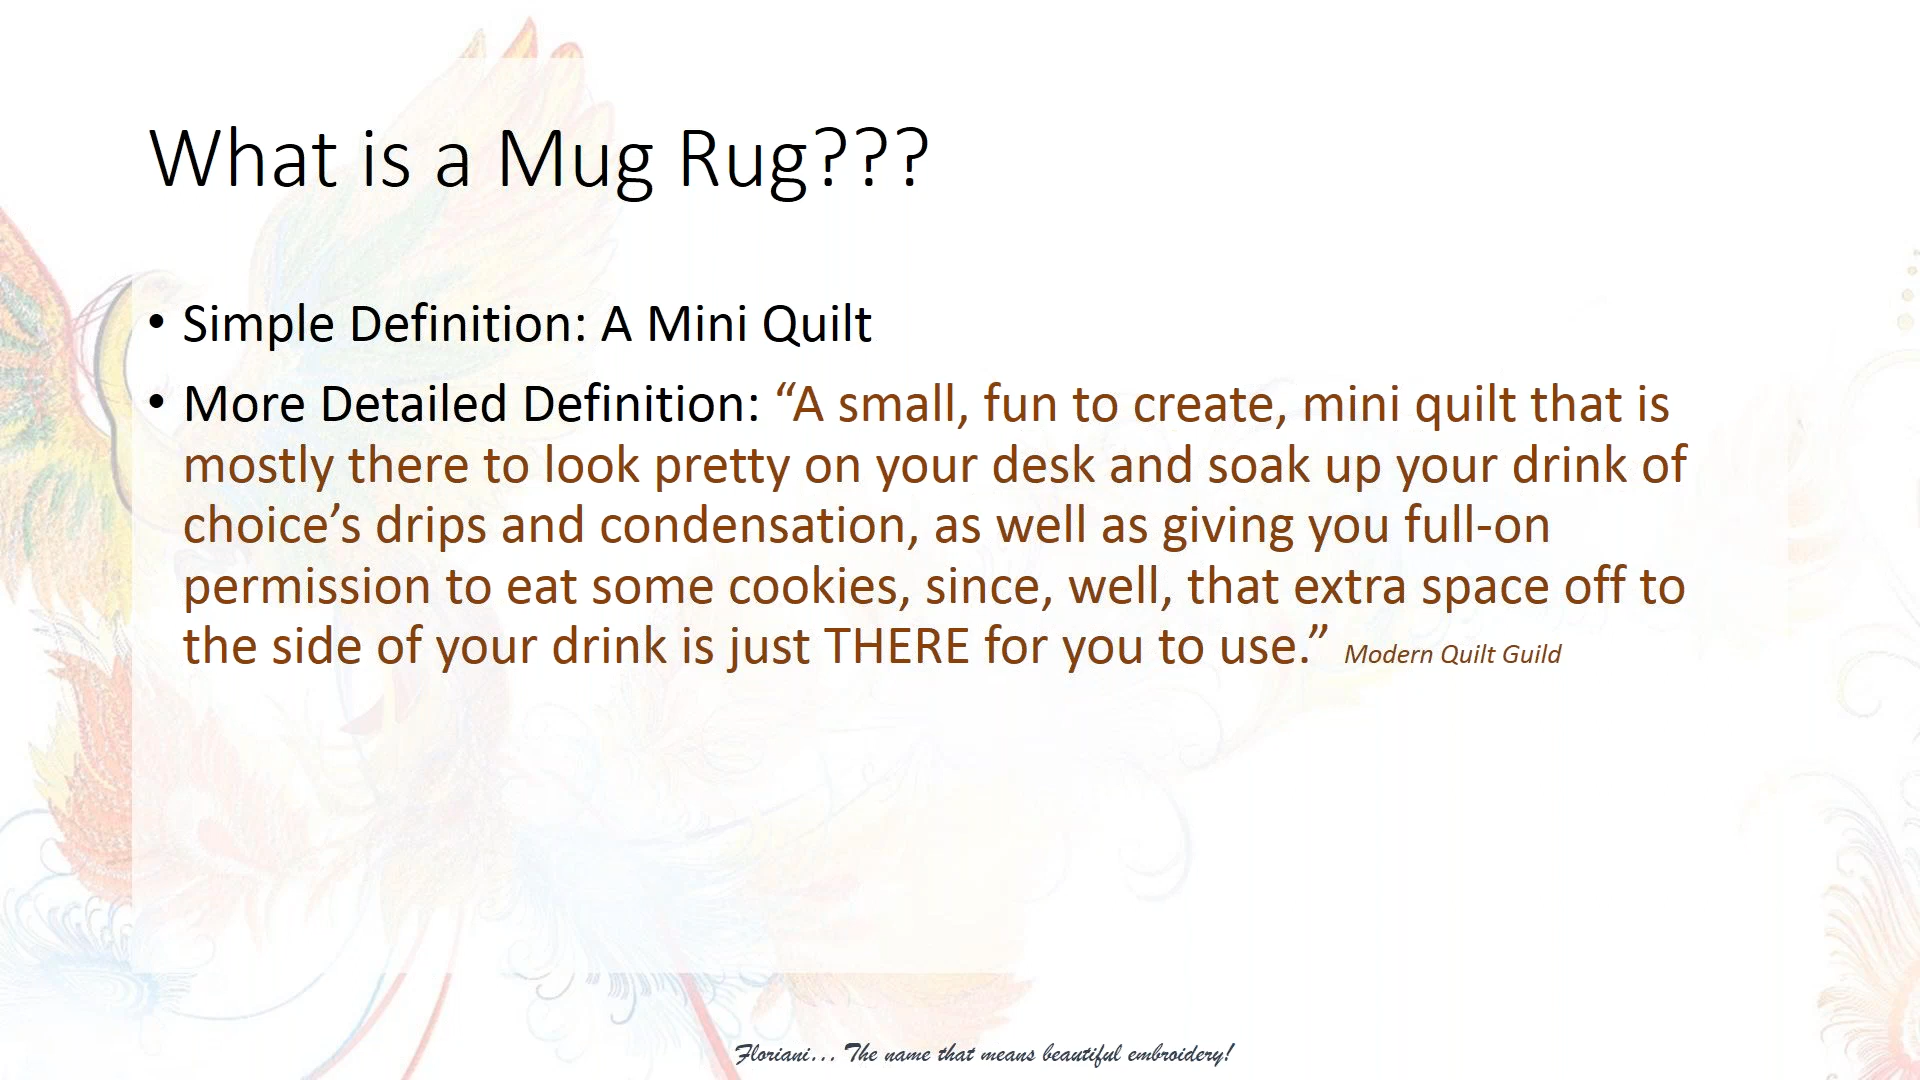 What is a Mug Rug???
• Simple Definition: A Mini Quilt
• More Detailed Definition: “A small, fun to create, mini quilt that is
mostly there to look pretty on your desk and soak up your drink of
choice’s drips and condensation, as well as giving you full-on
permission to eat some cookies, since, well, that extra space off to
the side of your drink is just THERE for you to use.” Modern Quilt Guild
Floriani... The name that means beautiful embroidery!